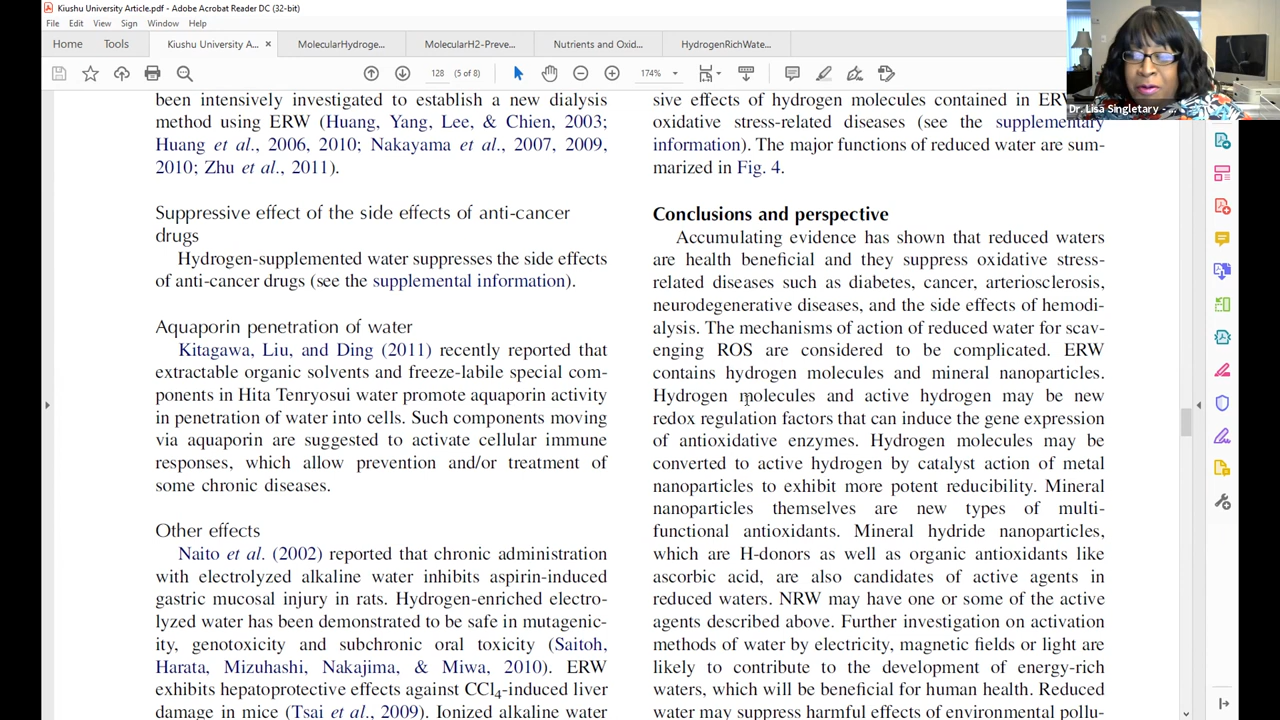 Kiushu University Article.pdf - Adobe Acrobat Reader DC (32-bit)
File Edit View Sign Window Help
Home Tools Kiushu University A... × MolecularHydroge... MolecularH2-Preve... Nutrients and Oxid... HydrogenRichWate...
128 (5 of 8) 174%
Dr. Lisa Singletary -
been intensively investigated to establish a new dialysis
method using ERW (Huang, Yang, Lee, & Chien, 2003;
Huang et al., 2006, 2010; Nakayama et al., 2007, 2009,
2010; Zhu et al., 2011).
Suppressive effect of the side effects of anti-cancer
drugs
Hydrogen-supplemented water suppresses the side effects
of anti-cancer drugs (see the supplemental information).
Aquaporin penetration of water
Kitagawa, Liu, and Ding (2011) recently reported that
extractable organic solvents and freeze-labile special com-
ponents in Hita Tenryosui water promote aquaporin activity
in penetration of water into cells. Such components moving
via aquaporin are suggested to activate cellular immune
responses, which allow prevention and/or treatment of
some chronic diseases.
Other effects
Naito et al. (2002) reported that chronic administration
with electrolyzed alkaline water inhibits aspirin-induced
gastric mucosal injury in rats. Hydrogen-enriched electro-
lyzed water has been demonstrated to be safe in mutagenic-
ity, genotoxicity and subchronic oral toxicity (Saitoh,
Harata, Mizuhashi, Nakajima, & Miwa, 2010). ERW
exhibits hepatoprotective effects against CCl4-induced liver
damage in mice (Tsai et al., 2009). Ionized alkaline water
sive effects of hydrogen molecules contained in ERW
oxidative stress-related diseases (see the supplementary
information). The major functions of reduced water are sum-
marized in Fig. 4.
Conclusions and perspective
Accumulating evidence has shown that reduced waters
are health beneficial and they suppress oxidative stress-
related diseases such as diabetes, cancer, arteriosclerosis,
neurodegenerative diseases, and the side effects of hemodi-
alysis. The mechanisms of action of reduced water for scav-
enging ROS are considered to be complicated. ERW
contains hydrogen molecules and mineral nanoparticles.
Hydrogen molecules and active hydrogen may be new
redox regulation factors that can induce the gene expression
of antioxidative enzymes. Hydrogen molecules may be
converted to active hydrogen by catalyst action of metal
nanoparticles to exhibit more potent reducibility. Mineral
nanoparticles themselves are new types of multi-
functional antioxidants. Mineral hydride nanoparticles,
which are H-donors as well as organic antioxidants like
ascorbic acid, are also candidates of active agents in
reduced waters. NRW may have one or some of the active
agents described above. Further investigation on activation
methods of water by electricity, magnetic fields or light are
likely to contribute to the development of energy-rich
waters, which will be beneficial for human health. Reduced
water may suppress harmful effects of environmental pollu-